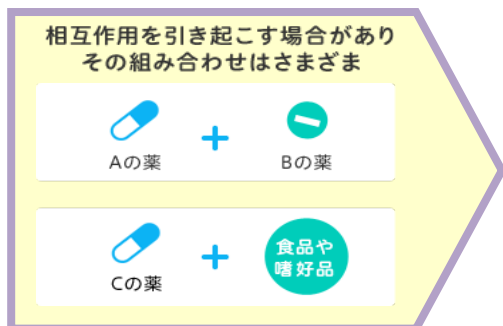 相互作用を引き起こす場合があり
その組み合わせはさまざま
Aの薬
+
Bの薬
Cの薬
+
食品や
嗜好品